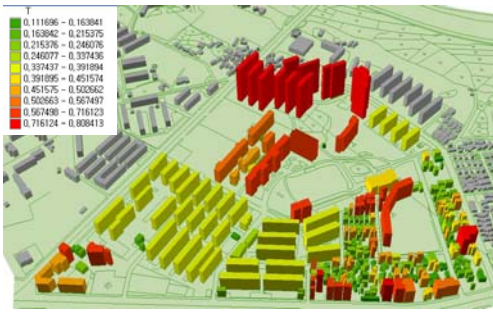 T
0,111696 - 0,163841
0,163842 - 0,215375
0,215376 - 0,246076
0,246077 - 0,337436
0,337437 - 0,391894
0,391895 - 0,451574
0,451575 - 0,502662
0,502663 - 0,567497
0,567498 - 0,716123
0,716124 - 0,808413